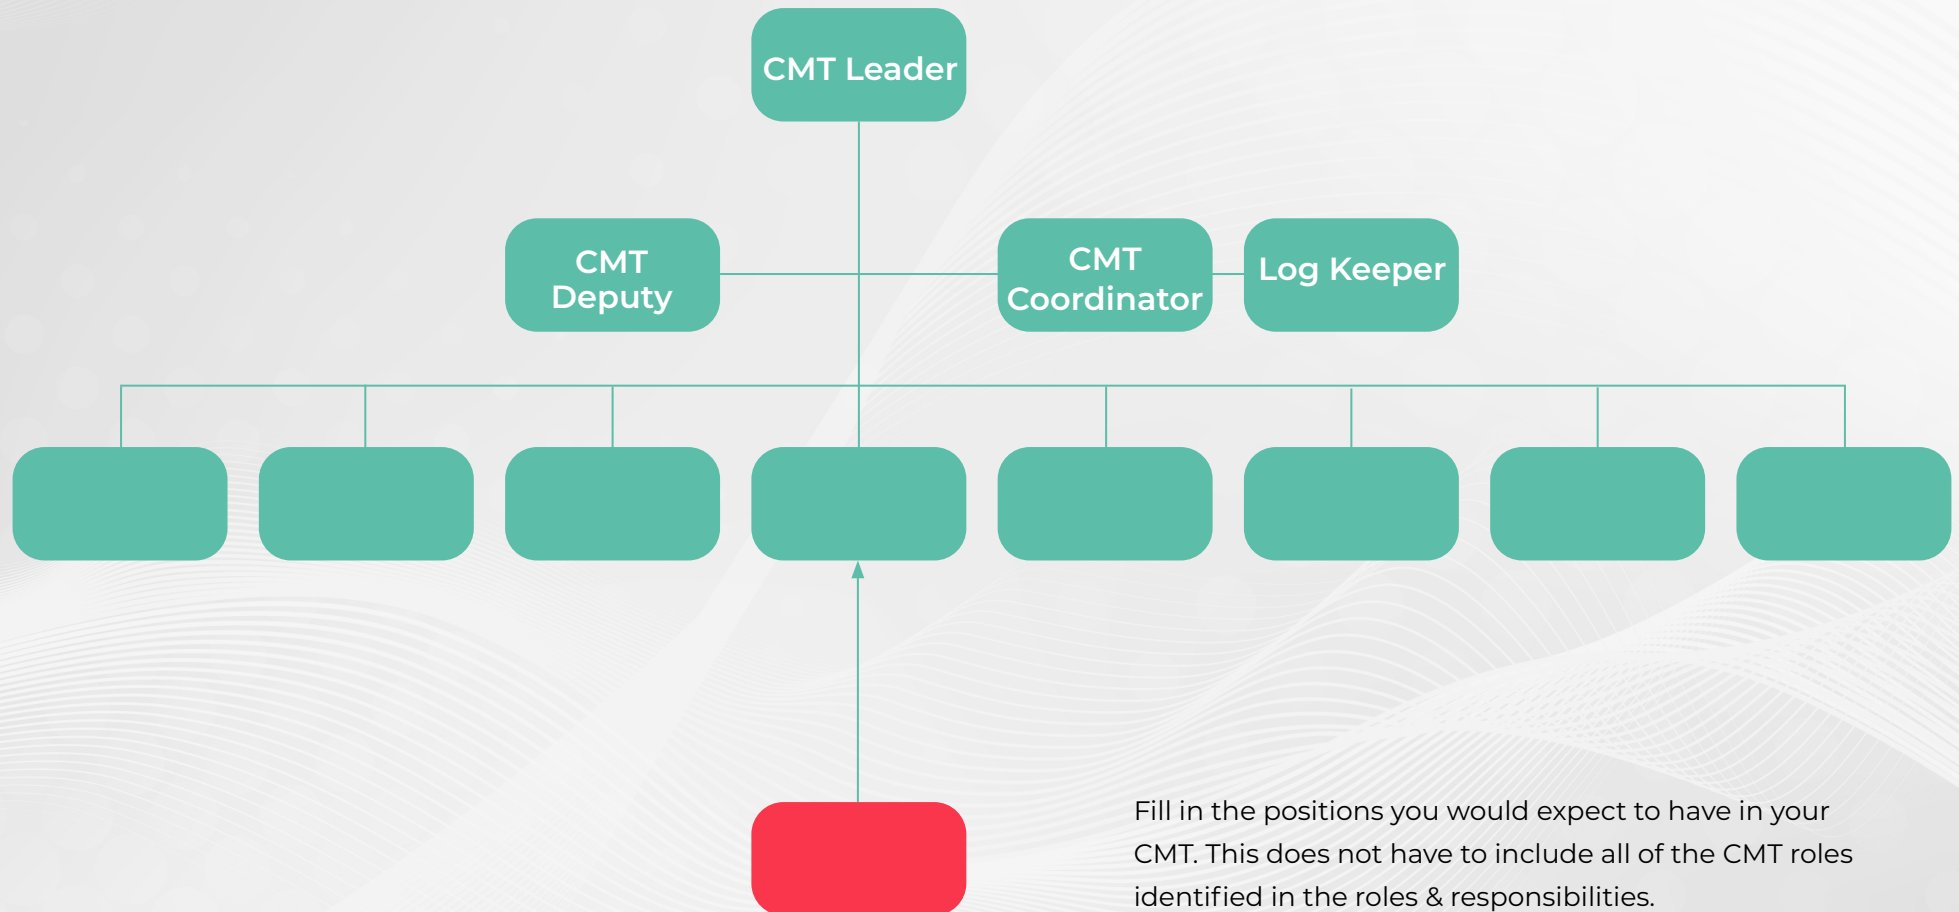 CMT Leader
CMT
Deputy
CMT
Coordinator
Log Keeper
Fill in the positions you would expect to have in your
CMT. This does not have to include all of the CMT roles
identified in the roles & responsibilities.